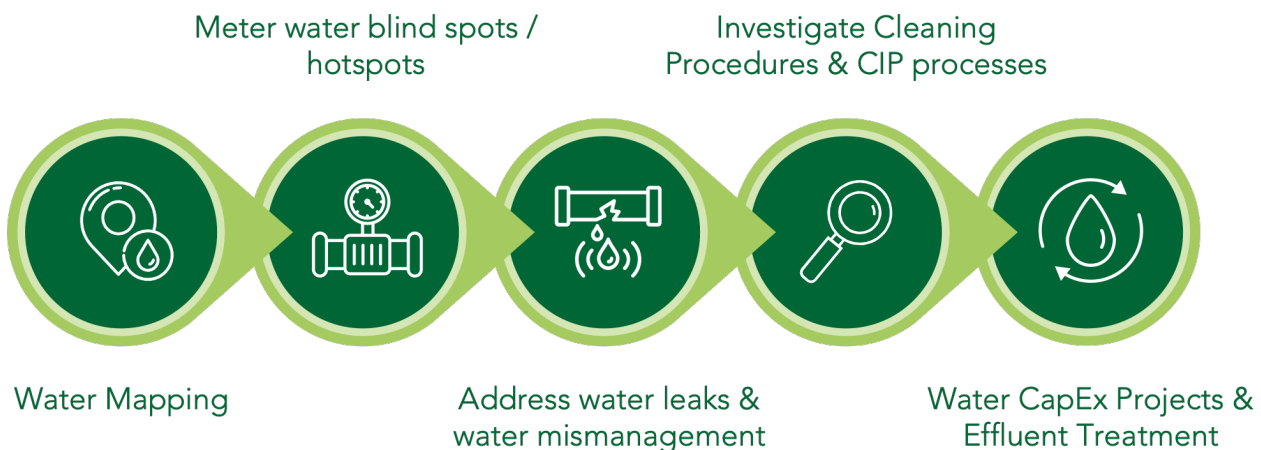 Meter water blind spots /
hotspots
Investigate Cleaning
Procedures & CIP processes
Water Mapping
Address water leaks &
water mismanagement
Water CapEx Projects &
Effluent Treatment